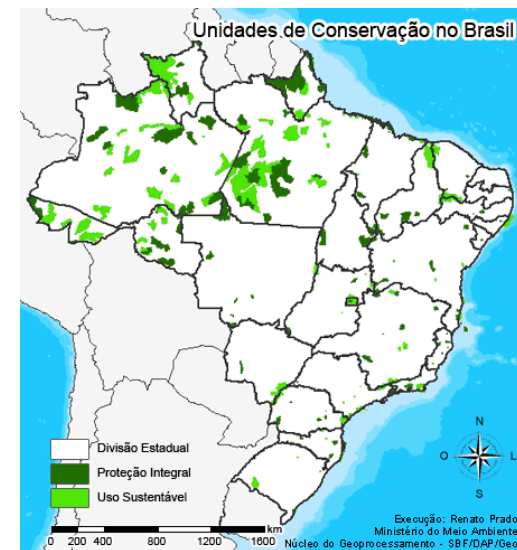 Unidades de Conservação no Brasil
N
O
L
S
Divisão Estadual
Proteção Integral
Uso Sustentável
0 200 400 800 1200 1600 km
Execução: Renato Prado
Ministério do Meio Ambiente
Núcleo do Geoprocessamento - SBF/DAP/Geo